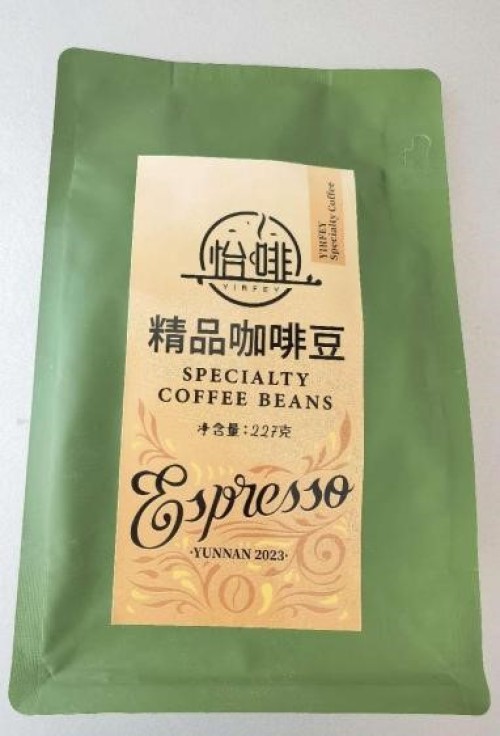 YIRFEY
Specialty Coffee
怡啡
YIRFEY
精品咖啡豆
SPECIALTY
COFFEE BEANS
净含量:227克
Espresso
·YUNNAN 2023·